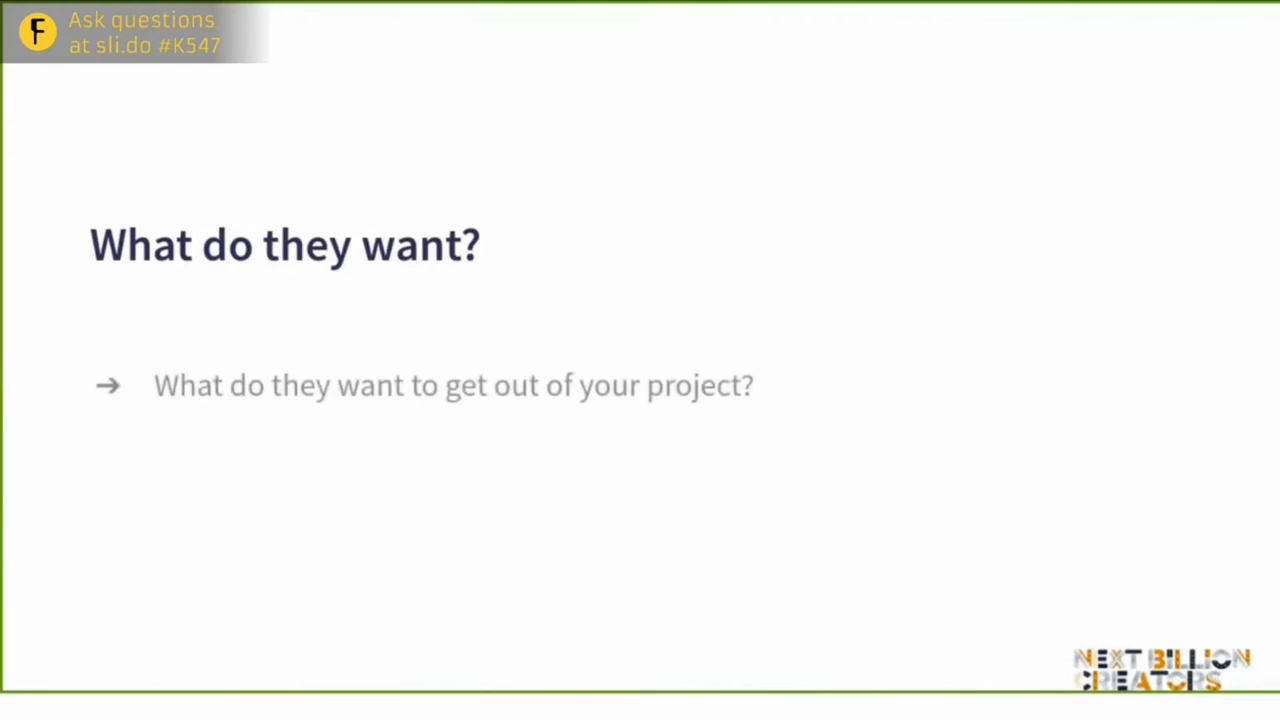 F
Ask questions
at sli.do #K547
What do they want?
➔ What do they want to get out of your project?
NEXT BILLION
CREATORS